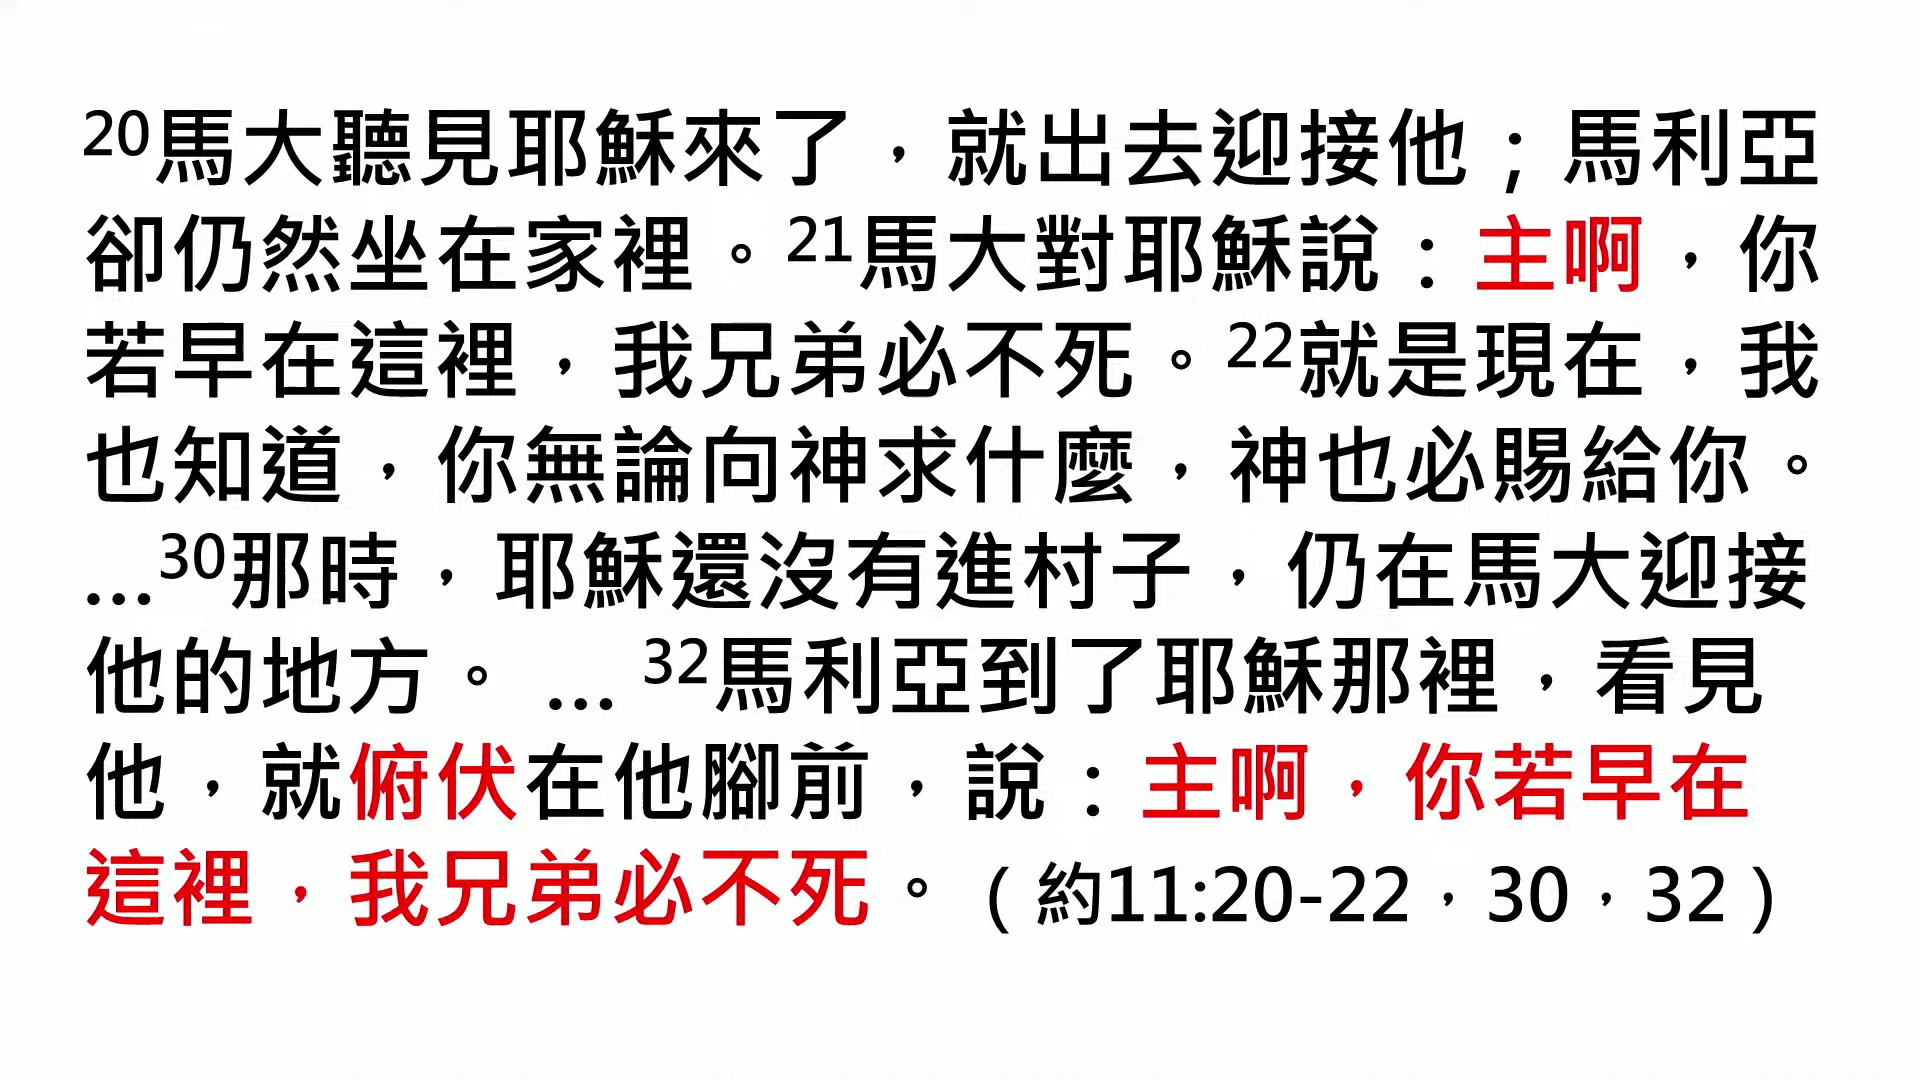 20馬大聽見耶穌來了，就出去迎接他；馬利亞
卻仍然坐在家裡。21馬大對耶穌說：主啊，你
若早在這裡，我兄弟必不死。22就是現在，我
也知道，你無論向神求什麼，神也必賜給你。
…30那時，耶穌還沒有進村子，仍在馬大迎接
他的地方。 … 32馬利亞到了耶穌那裡，看見
他，就俯伏在他腳前，說：主啊，你若早在
這裡，我兄弟必不死。（約11:20-22，30，32）